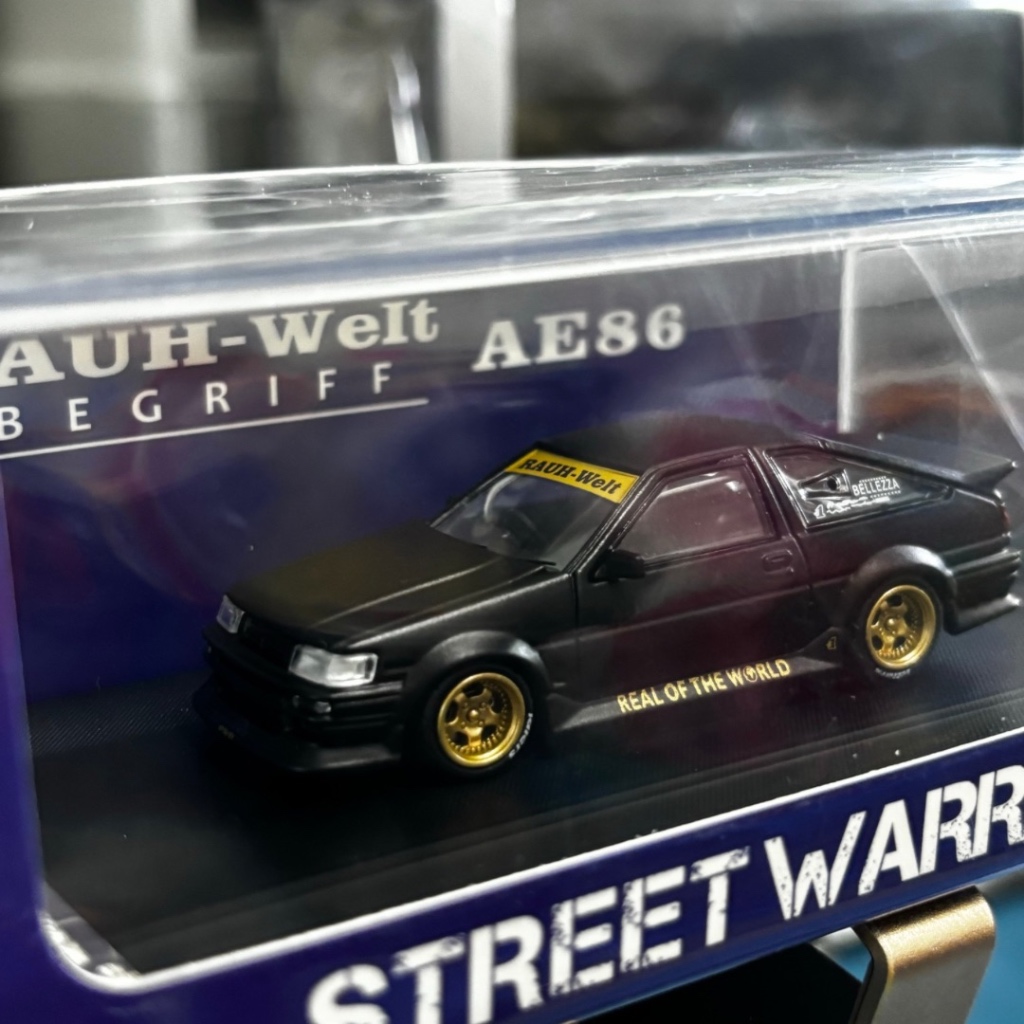 AUH-Welt AE86
BEGRIFF
RAUH-Welt
BELLEZZA
REAL OF THE WORLD
STREET WARR